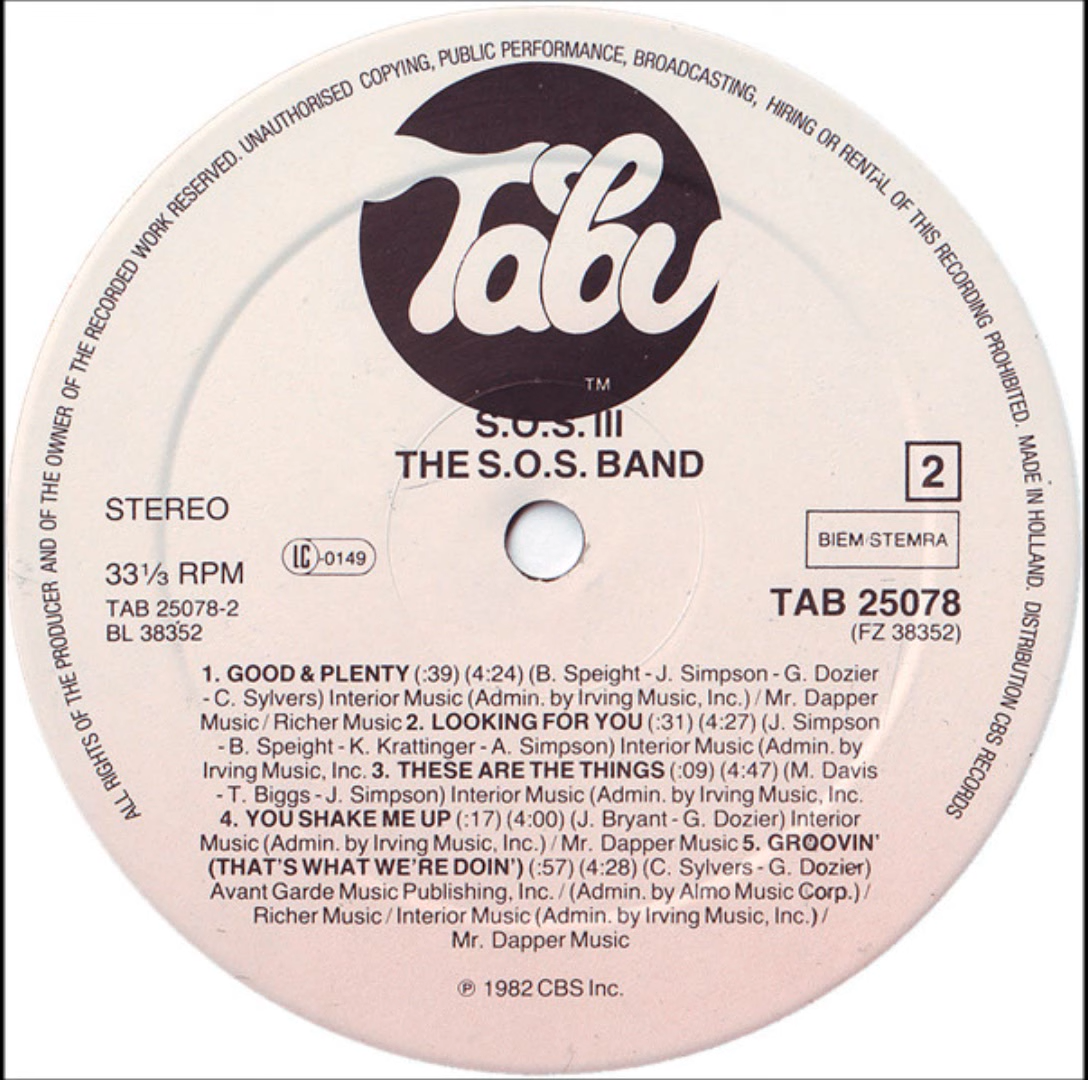 ALL RIGHTS OF THE PRODUCER AND OF THE OWNER OF THE RECORDED WORK RESERVED. UNAUTHORISED COPYING, PUBLIC PERFORMANCE, BROADCASTING, HIRING OR RENTAL OF THIS RECORDING PROHIBITED. MADE IN HOLLAND. DISTRIBUTION CBS RECORDS
Tabu
TM
S.O.S. III
THE S.O.S. BAND
2
STEREO
BIEM/STEMRA
LC-0149
33⅓ RPM
TAB 25078-2
BL 38352
TAB 25078
(FZ 38352)
1. GOOD & PLENTY (:39) (4:24) (B. Speight - J. Simpson - G. Dozier
- C. Sylvers) Interior Music (Admin. by Irving Music, Inc.) / Mr. Dapper
Music / Richer Music 2. LOOKING FOR YOU (:31) (4:27) (J. Simpson
- B. Speight - K. Krattinger - A. Simpson) Interior Music (Admin. by
Irving Music, Inc. 3. THESE ARE THE THINGS (:09) (4:47) (M. Davis
- T. Biggs - J. Simpson) Interior Music (Admin. by Irving Music, Inc.
4. YOU SHAKE ME UP (:17) (4:00) (J. Bryant - G. Dozier) Interior
Music (Admin. by Irving Music, Inc.) / Mr. Dapper Music 5. GROOVIN'
(THAT'S WHAT WE'RE DOIN') (:57) (4:28) (C. Sylvers - G. Dozier)
Avant Garde Music Publishing, Inc. / (Admin. by Almo Music Corp.) /
Richer Music / Interior Music (Admin. by Irving Music, Inc.) /
Mr. Dapper Music
℗ 1982 CBS Inc.